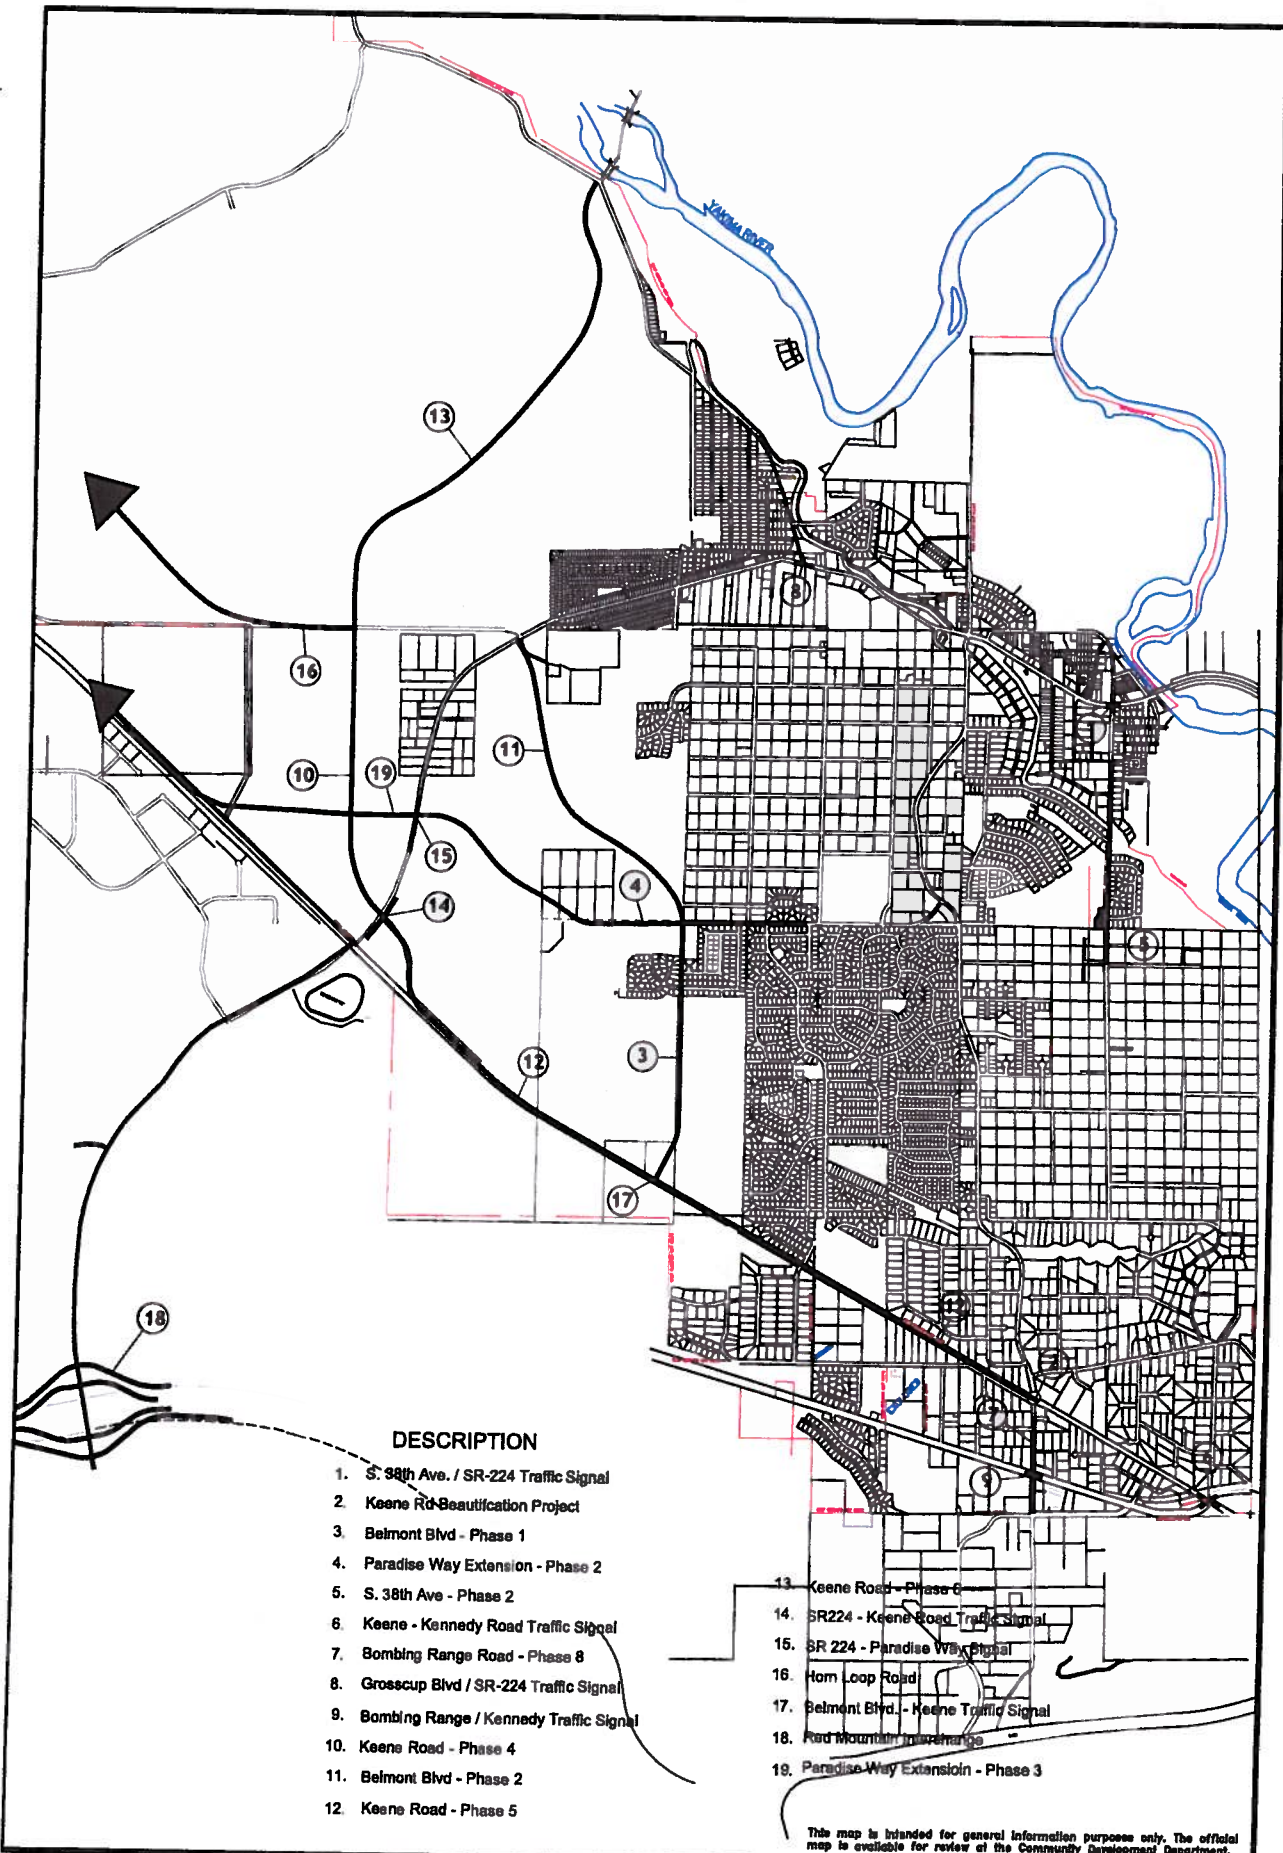 YAKIMA RIVER
13
8
16
1
11
10
19
15
4
14
5
3
12
17
18
7
9
DESCRIPTION
1. S. 38th Ave. / SR-224 Traffic Signal
2. Keene Rd Beautifcation Project
3. Belmont Blvd - Phase 1
4. Paradise Way Extension - Phase 2
5. S. 38th Ave - Phase 2
6. Keene - Kennedy Road Traffic Signal
7. Bombing Range Road - Phase 8
8. Grosscup Blvd / SR-224 Traffic Signal
9. Bombing Range / Kennedy Traffic Signal
10. Keene Road - Phase 4
11. Belmont Blvd - Phase 2
12. Keene Road - Phase 5
13. Keene Road - Phase 6
14. SR224 - Keene Road Traffic Signal
15. SR 224 - Paradise Way Signal
16. Horn Loop Road
17. Belmont Blvd. - Keene Traffic Signal
18. Red Mountain Interchange
19. Paradise Way Extensioin - Phase 3
This map is intended for general information purposes only. The official
map is available for review at the Community Development Department.